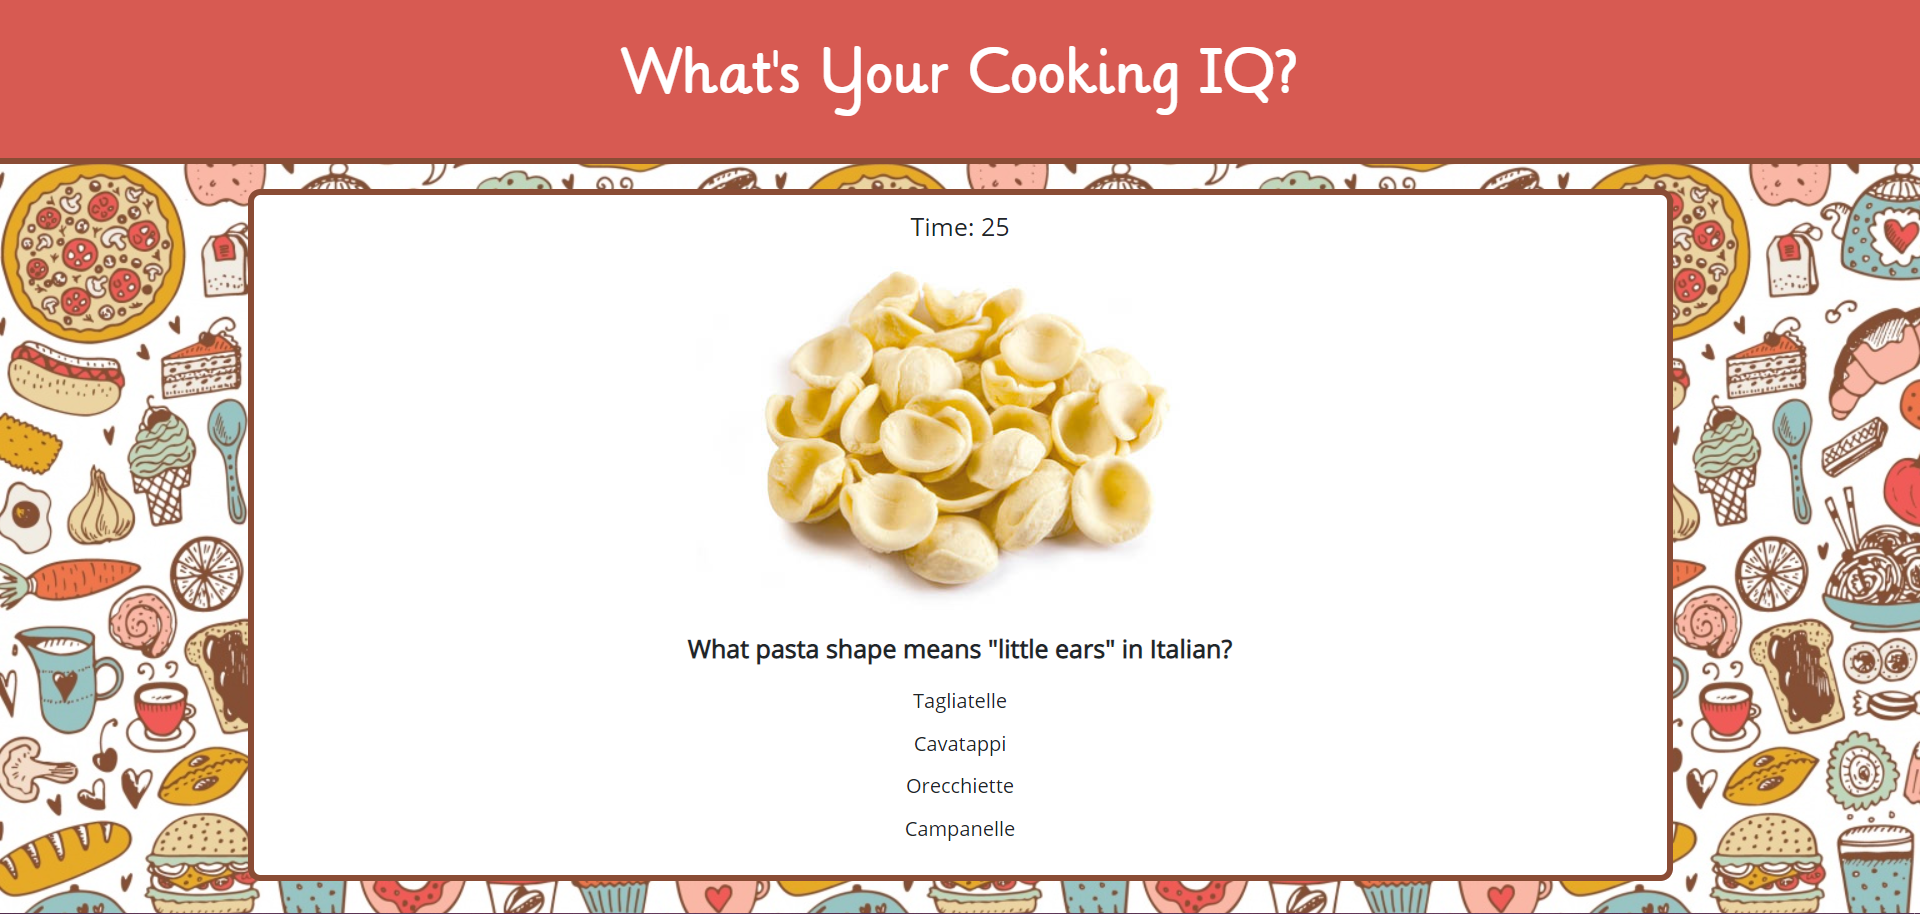 What's Your Cooking IQ?
Time: 25
What pasta shape means "little ears" in Italian?
Tagliatelle
Cavatappi
Orecchiette
Campanelle